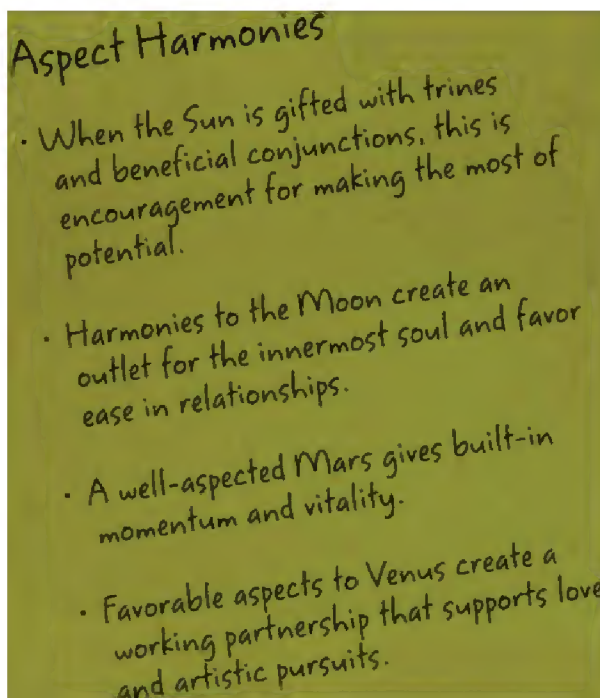 Aspect Harmonies
· When the Sun is gifted with trines
and beneficial conjunctions, this is
encouragement for making the most of
potential.
· Harmonies to the Moon create an
outlet for the innermost soul and favor
ease in relationships.
· A well-aspected Mars gives built-in
momentum and vitality.
· Favorable aspects to Venus create a
working partnership that supports love
and artistic pursuits.